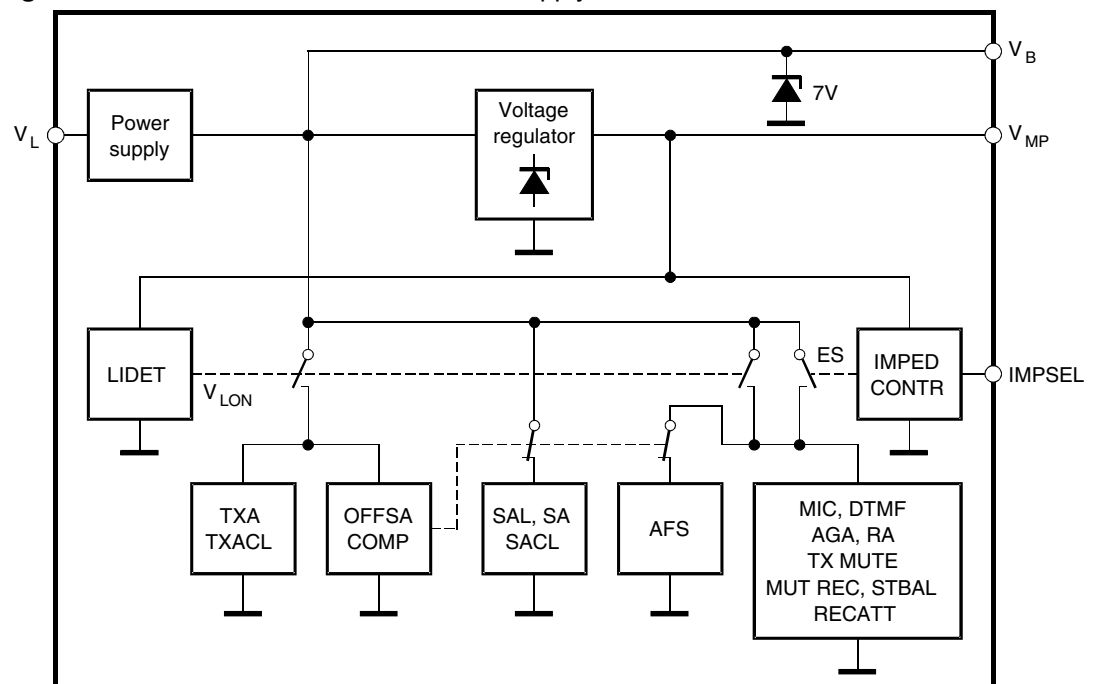 V_B
7V
Power
supply
Voltage
regulator
V_L
V_MP
LIDET
V_LON
ES
IMPED
CONTR
IMPSEL
TXA
TXACL
OFFSA
COMP
SAL, SA
SACL
AFS
MIC, DTMF
AGA, RA
TX MUTE
MUT REC, STBAL
RECATT